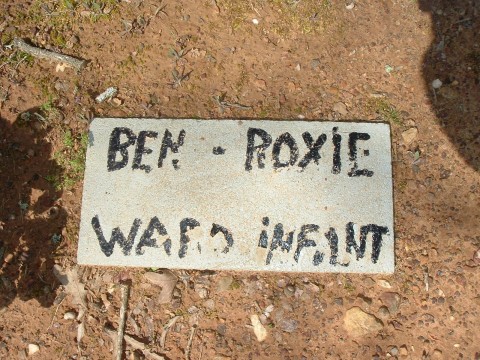 BEN - ROXIE
WARD INFANT